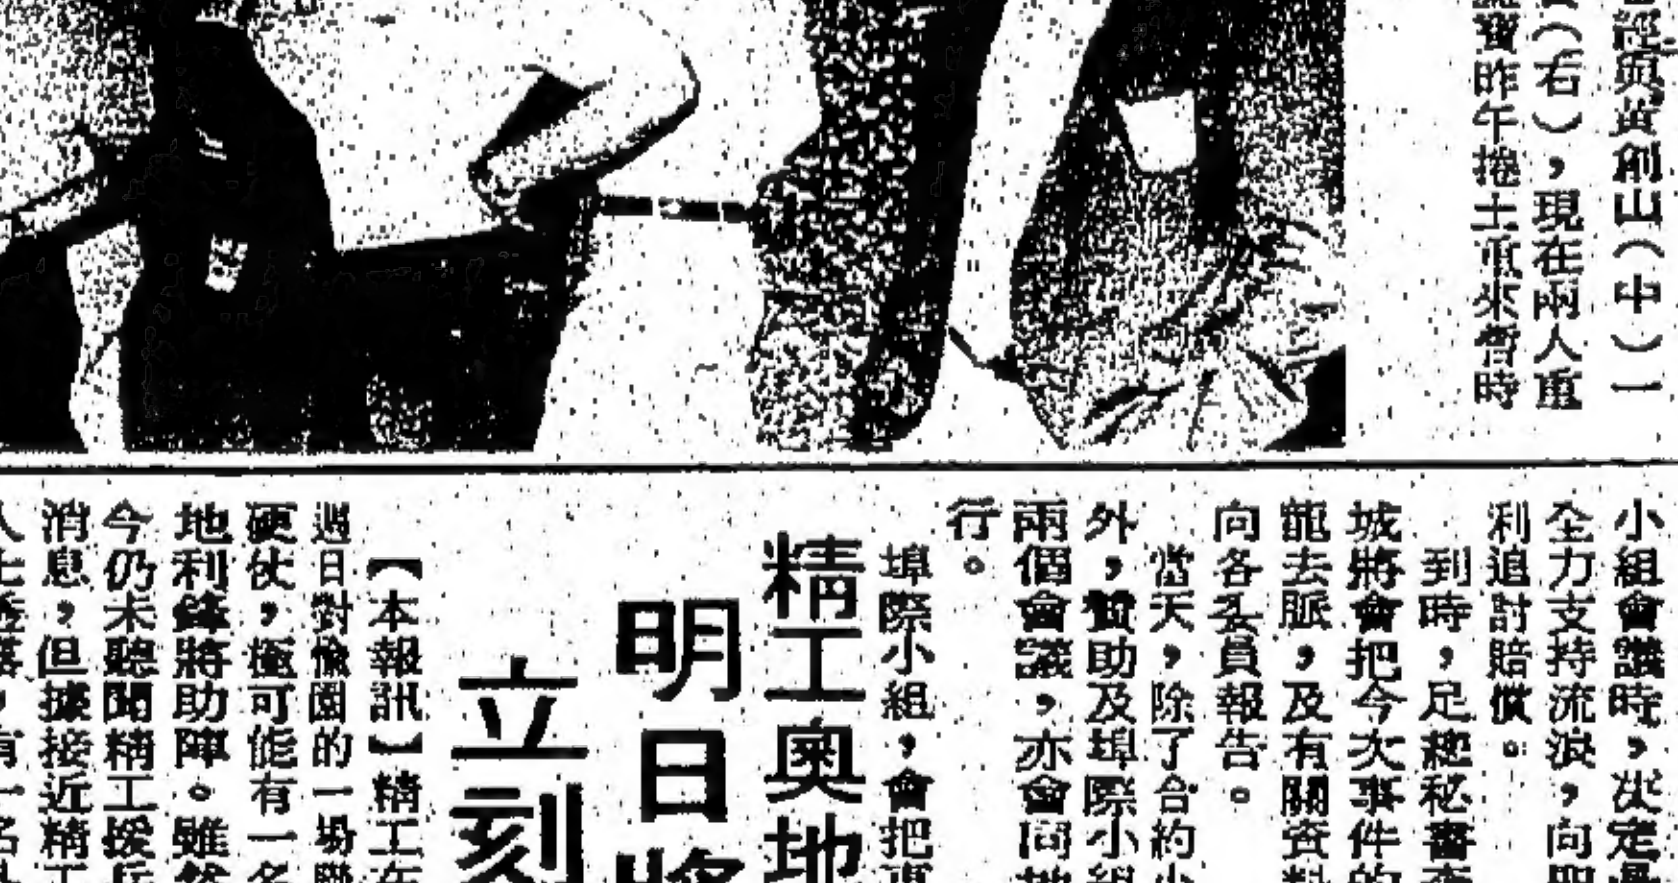 與黃創山（中）一
（右），現在兩人重
寶昨午捲土重來暫時
小組會議時，決定
全力支持流浪，向
利追討賠償。
到時，足總秘書
城將會把今次事件的
龍去脈，及有關資料
向各委員報告。
當天，除了合約小
外，贊助及埠際小組
兩個會議，亦會同地
行。
埠際小組，會把
精工奧地
明日將
立刻
【本報訊】精工在
週日對愉園的一場聯
硬仗，極可能有一名
地利鋒將助陣。雖然
今仍未聽聞精工援兵
消息，但據接近精工
人士透露，有一名